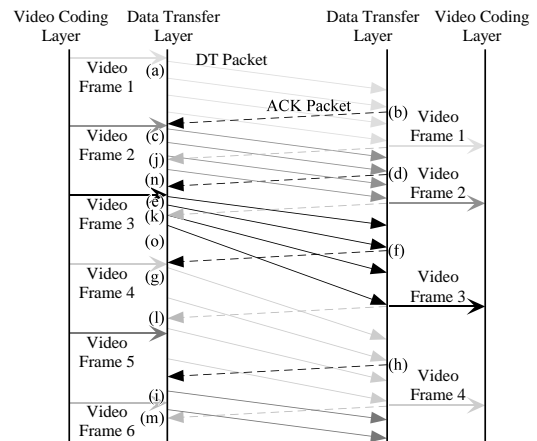 Video Coding Layer
Data Transfer Layer
Data Transfer Layer
Video Coding Layer
Video Frame 1
(a)
DT Packet
ACK Packet
(b)
Video Frame 1
(c)
Video Frame 2
(j)
(d)
(n)
Video Frame 2
(e)
Video Frame 3
(k)
(o)
(f)
(g)
Video Frame 4
Video Frame 3
(l)
Video Frame 5
(h)
(i)
Video Frame 4
(m)
Video Frame 6